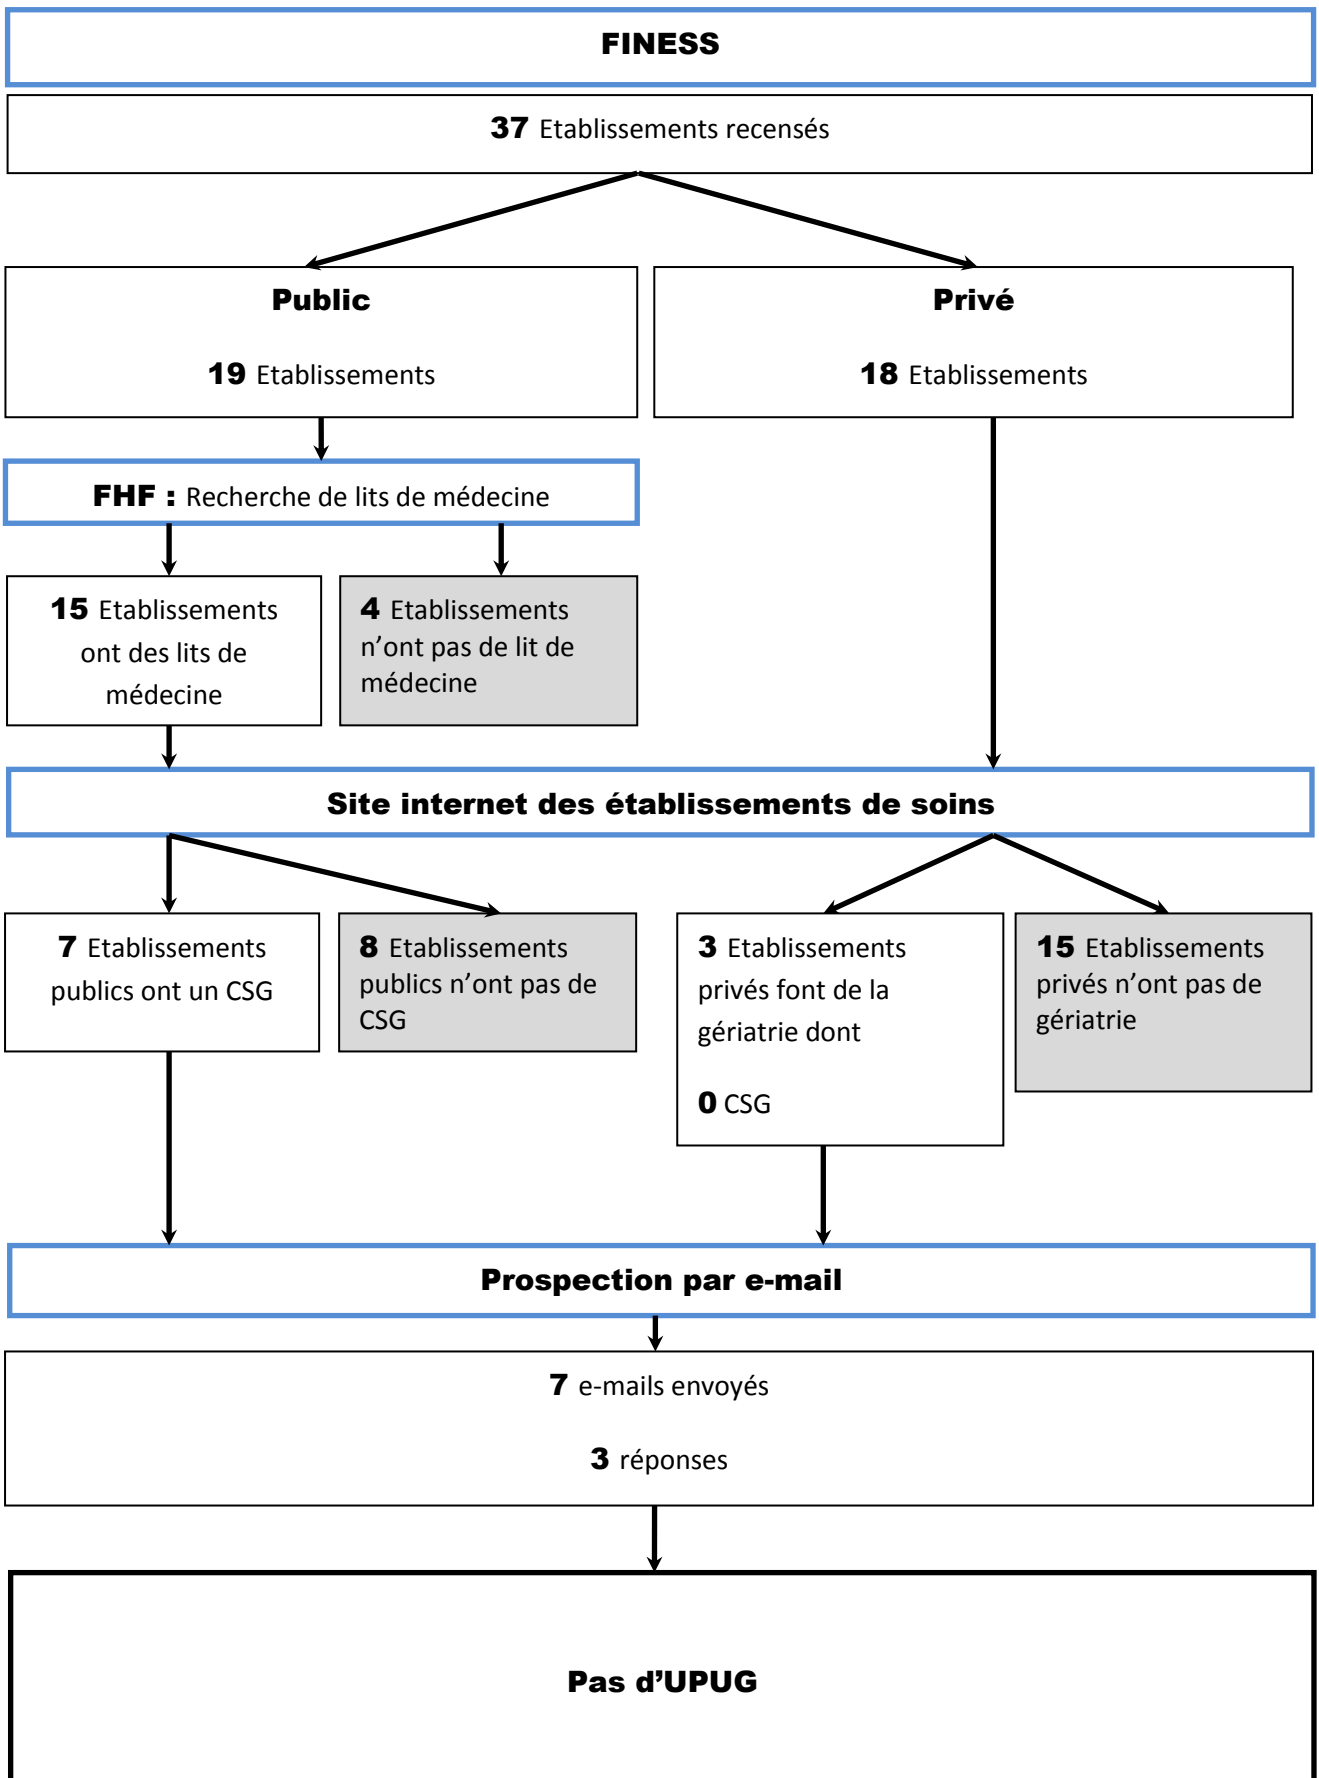 FINESS
37 Etablissements recensés
Public
19 Etablissements
Privé
18 Etablissements
FHF : Recherche de lits de médecine
15 Etablissements
ont des lits de
médecine
4 Etablissements
n’ont pas de lit de
médecine
Site internet des établissements de soins
7 Etablissements
publics ont un CSG
8 Etablissements
publics n’ont pas de
CSG
3 Etablissements
privés font de la
gériatrie dont
0 CSG
15 Etablissements
privés n’ont pas de
gériatrie
Prospection par e-mail
7 e-mails envoyés
3 réponses
Pas d’UPUG